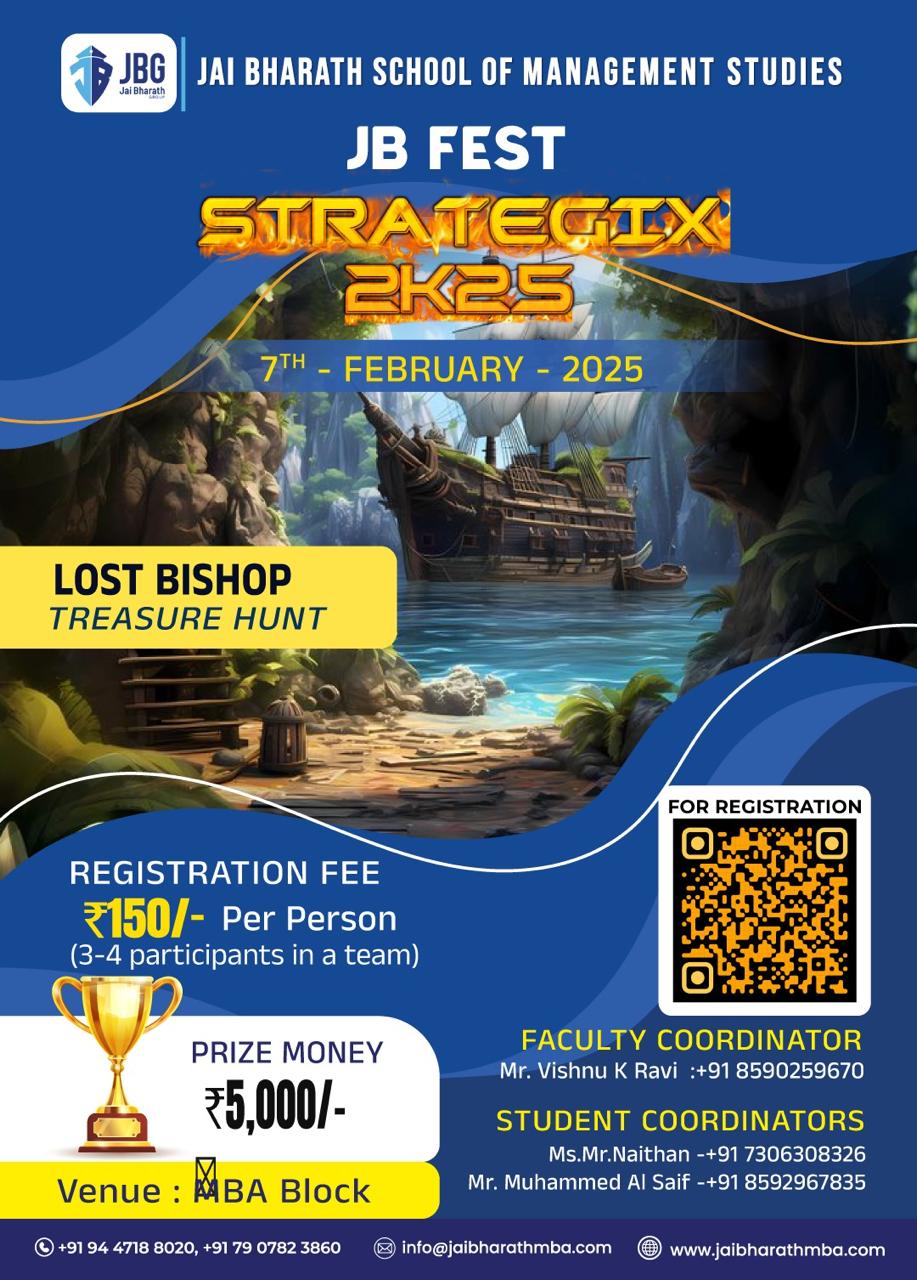 JBG
Jai Bharath
GROUP
JAI BHARATH SCHOOL OF MANAGEMENT STUDIES
JB FEST
STRATEGIX
2K25
7TH - FEBRUARY - 2025
LOST BISHOP
TREASURE HUNT
FOR REGISTRATION
REGISTRATION FEE
₹150/- Per Person
(3-4 participants in a team)
PRIZE MONEY
₹5,000/-
Venue : MBA Block
FACULTY COORDINATOR
Mr. Vishnu K Ravi :+91 8590259670
STUDENT COORDINATORS
Ms.Mr.Naithan -+91 7306308326
Mr. Muhammed Al Saif -+91 8592967835
+91 94 4718 8020, +91 79 0782 3860
info@jaibharathmba.com
www.jaibharathmba.com